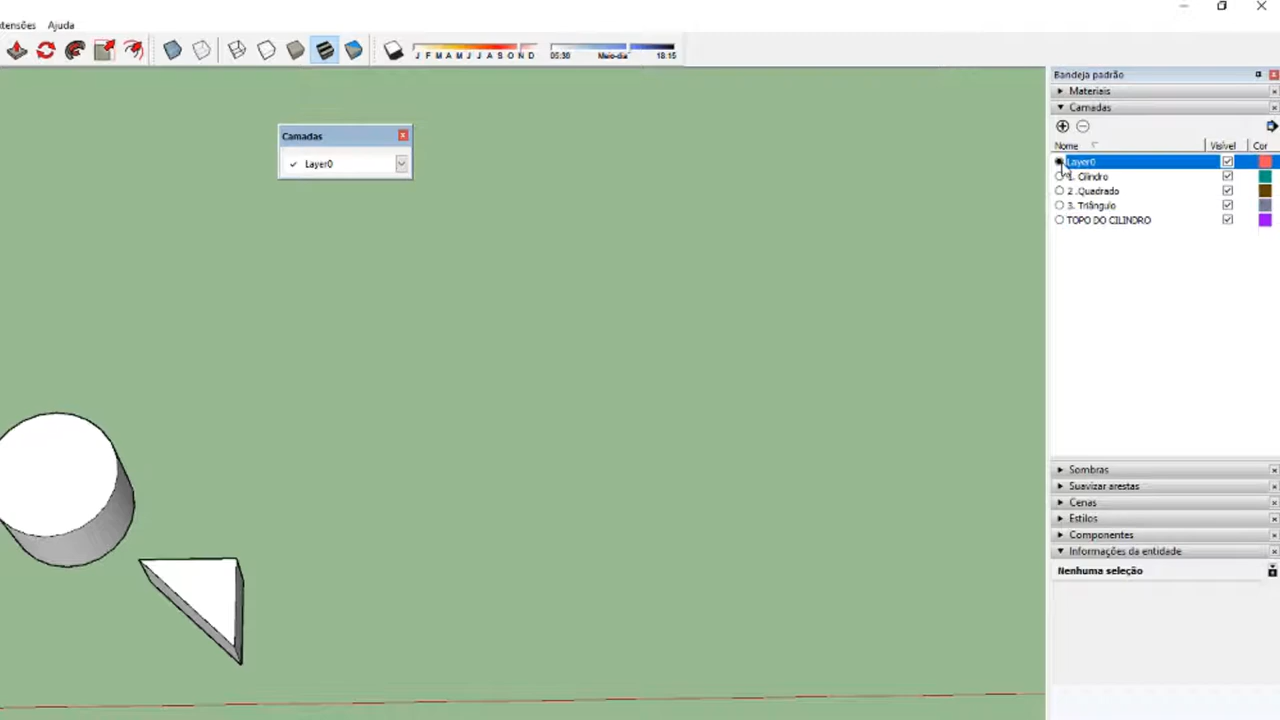 tensões Ajuda
J F M A M J J A S O N D 05:30 Meio-dia 18:15
Bandeja padrão
Materiais
Camadas
Nome Visível Cor
Layer0
1. Cilindro
2 .Quadrado
3. Triângulo
TOPO DO CILINDRO
Camadas
Layer0
Sombras
Suavizar arestas
Cenas
Estilos
Componentes
Informações da entidade
Nenhuma seleção